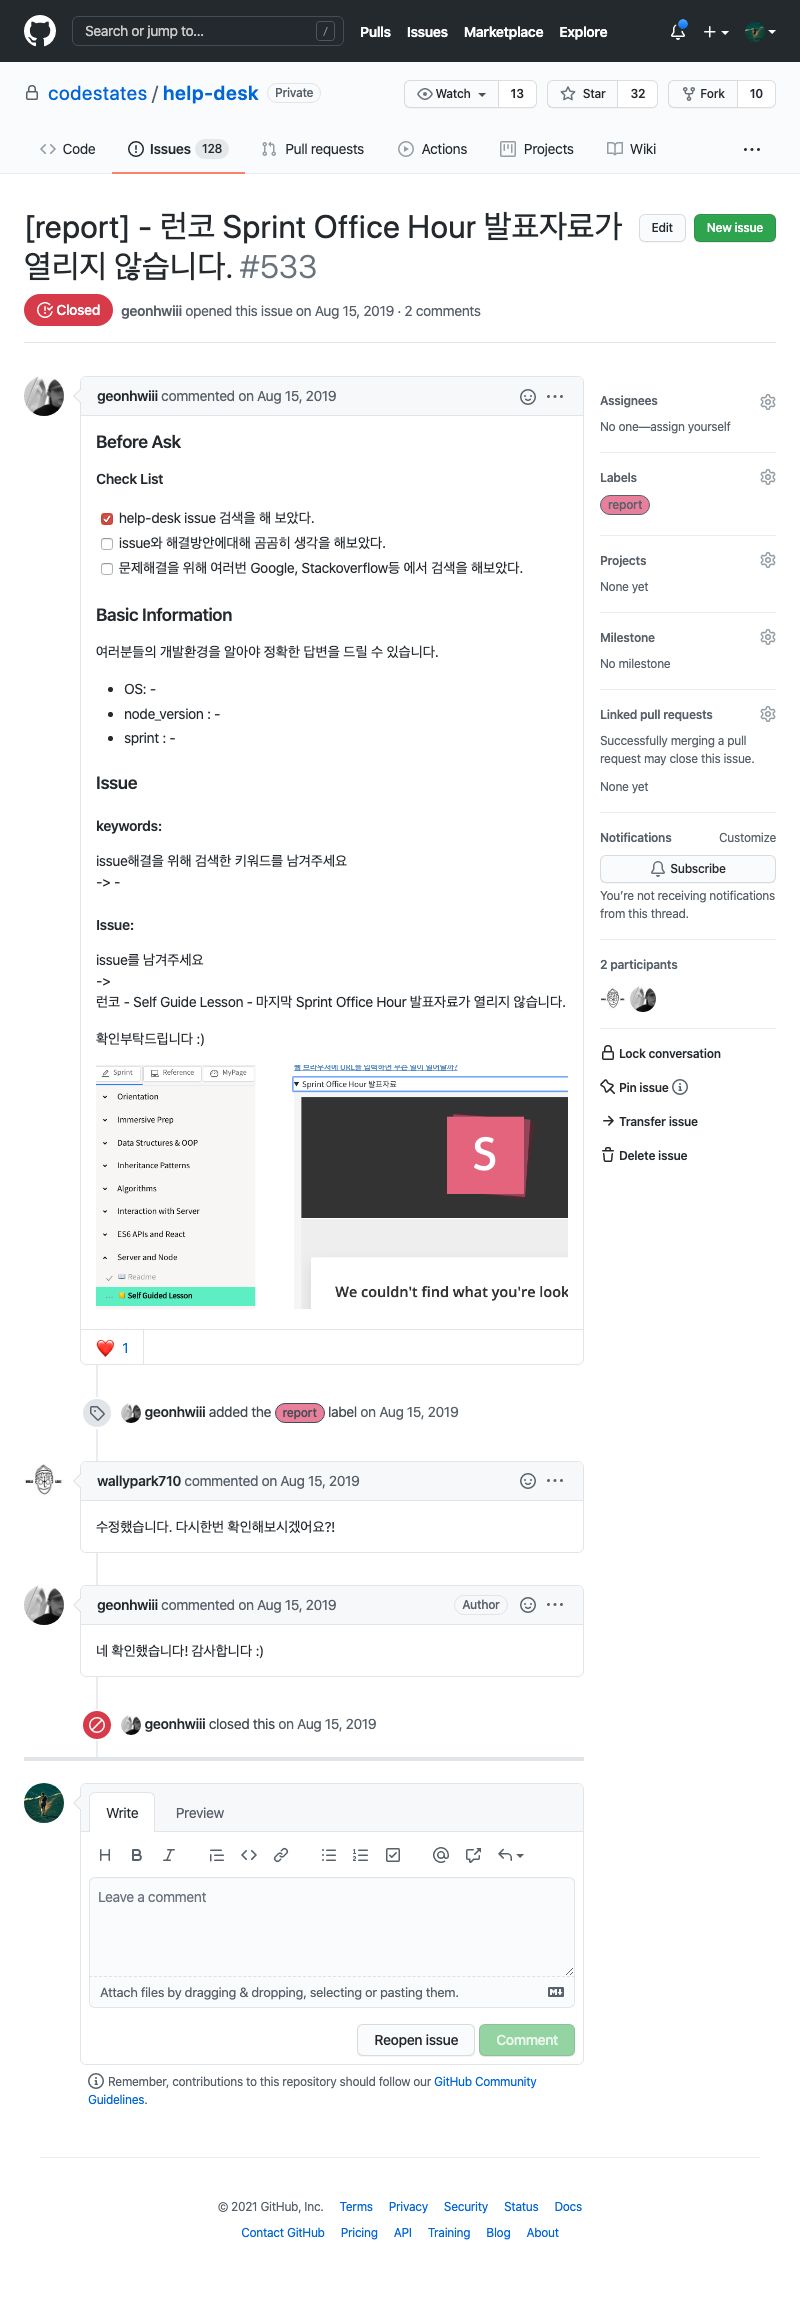 Search or jump to...
/
Pulls Issues Marketplace Explore
codestates / help-desk Private
Watch 13 Star 32 Fork 10
Code Issues 128 Pull requests Actions Projects Wiki
[report] - 런코 Sprint Office Hour 발표자료가
열리지 않습니다. #533
Edit New issue
Closed geonhwiii opened this issue on Aug 15, 2019 · 2 comments
geonhwiii commented on Aug 15, 2019
Before Ask
Check List
help-desk issue 검색을 해 보았다.
issue와 해결방안에대해 곰곰히 생각을 해보았다.
문제해결을 위해 여러번 Google, Stackoverflow등 에서 검색을 해보았다.
Basic Information
여러분들의 개발환경을 알아야 정확한 답변을 드릴 수 있습니다.
OS: -
node_version : -
sprint : -
Issue
keywords:
issue해결을 위해 검색한 키워드를 남겨주세요
-> -
Issue:
issue를 남겨주세요
->
런코 - Self Guide Lesson - 마지막 Sprint Office Hour 발표자료가 열리지 않습니다.
확인부탁드립니다 :)
Sprint Reference MyPage
Orientation
Immersive Prep
Data Structures & OOP
Inheritance Patterns
Algorithms
Interaction with Server
ES6 APIs and React
Server and Node
Readme
Self Guided Lesson
Sprint Office Hour 발표자료
S
We couldn't find what you're look
1
geonhwiii added the report label on Aug 15, 2019
wallypark710 commented on Aug 15, 2019
수정했습니다. 다시한번 확인해보시겠어요?!
geonhwiii commented on Aug 15, 2019 Author
네 확인했습니다! 감사합니다 :)
geonhwiii closed this on Aug 15, 2019
Write Preview
Leave a comment
Attach files by dragging & dropping, selecting or pasting them.
Reopen issue Comment
Remember, contributions to this repository should follow our GitHub Community
Guidelines.
Assignees
No one—assign yourself
Labels
report
Projects
None yet
Milestone
No milestone
Linked pull requests
Successfully merging a pull
request may close this issue.
None yet
Notifications Customize
Subscribe
You're not receiving notifications
from this thread.
2 participants
Lock conversation
Pin issue
Transfer issue
Delete issue
© 2021 GitHub, Inc. Terms Privacy Security Status Docs
Contact GitHub Pricing API Training Blog About